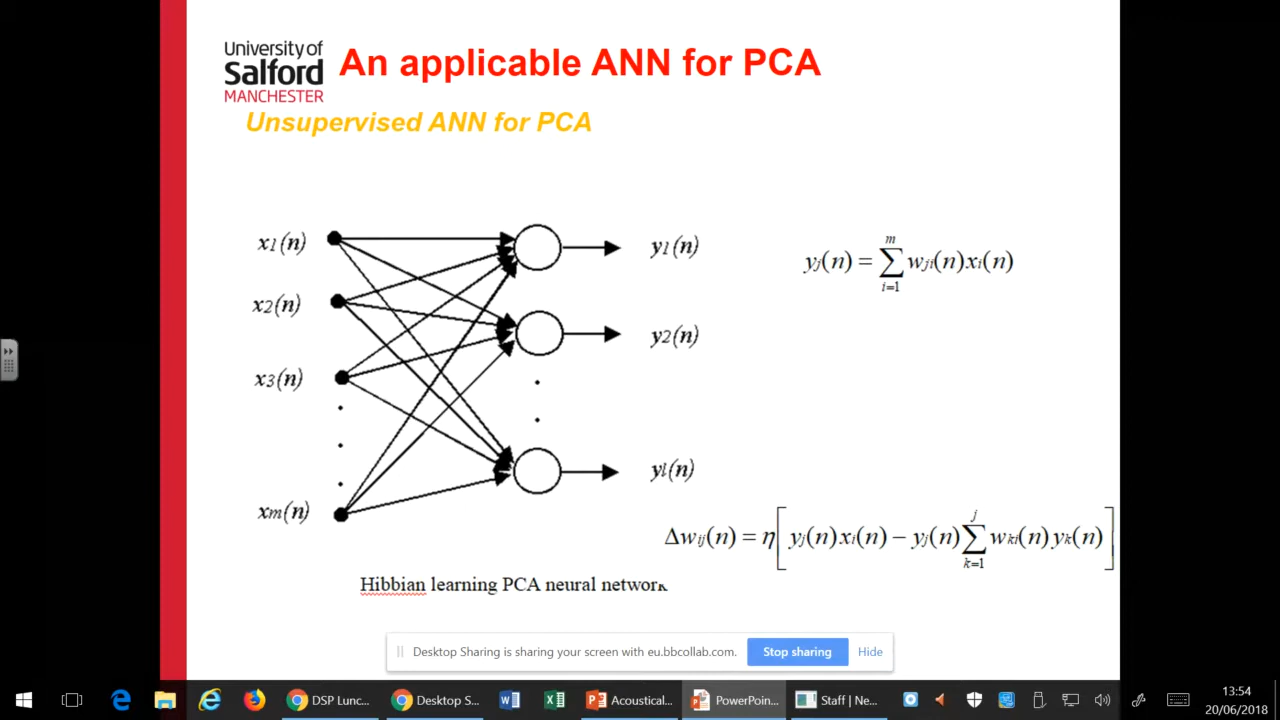 University of
Salford
MANCHESTER
An applicable ANN for PCA
Unsupervised ANN for PCA
x1(n)
x2(n)
x3(n)
xm(n)
y1(n)
y2(n)
yl(n)
yj(n) = ∑ i=1 m wji(n)xi(n)
Δwij(n) = η[ yj(n)xi(n) − yj(n) ∑ k=1 j wki(n)yk(n) ]
Hibbian learning PCA neural network
Desktop Sharing is sharing your screen with eu.bbcollab.com.
Stop sharing
Hide
DSP Lunc...
Desktop S...
Acoustical...
PowerPoin...
Staff | Ne...
13:54
20/06/2018